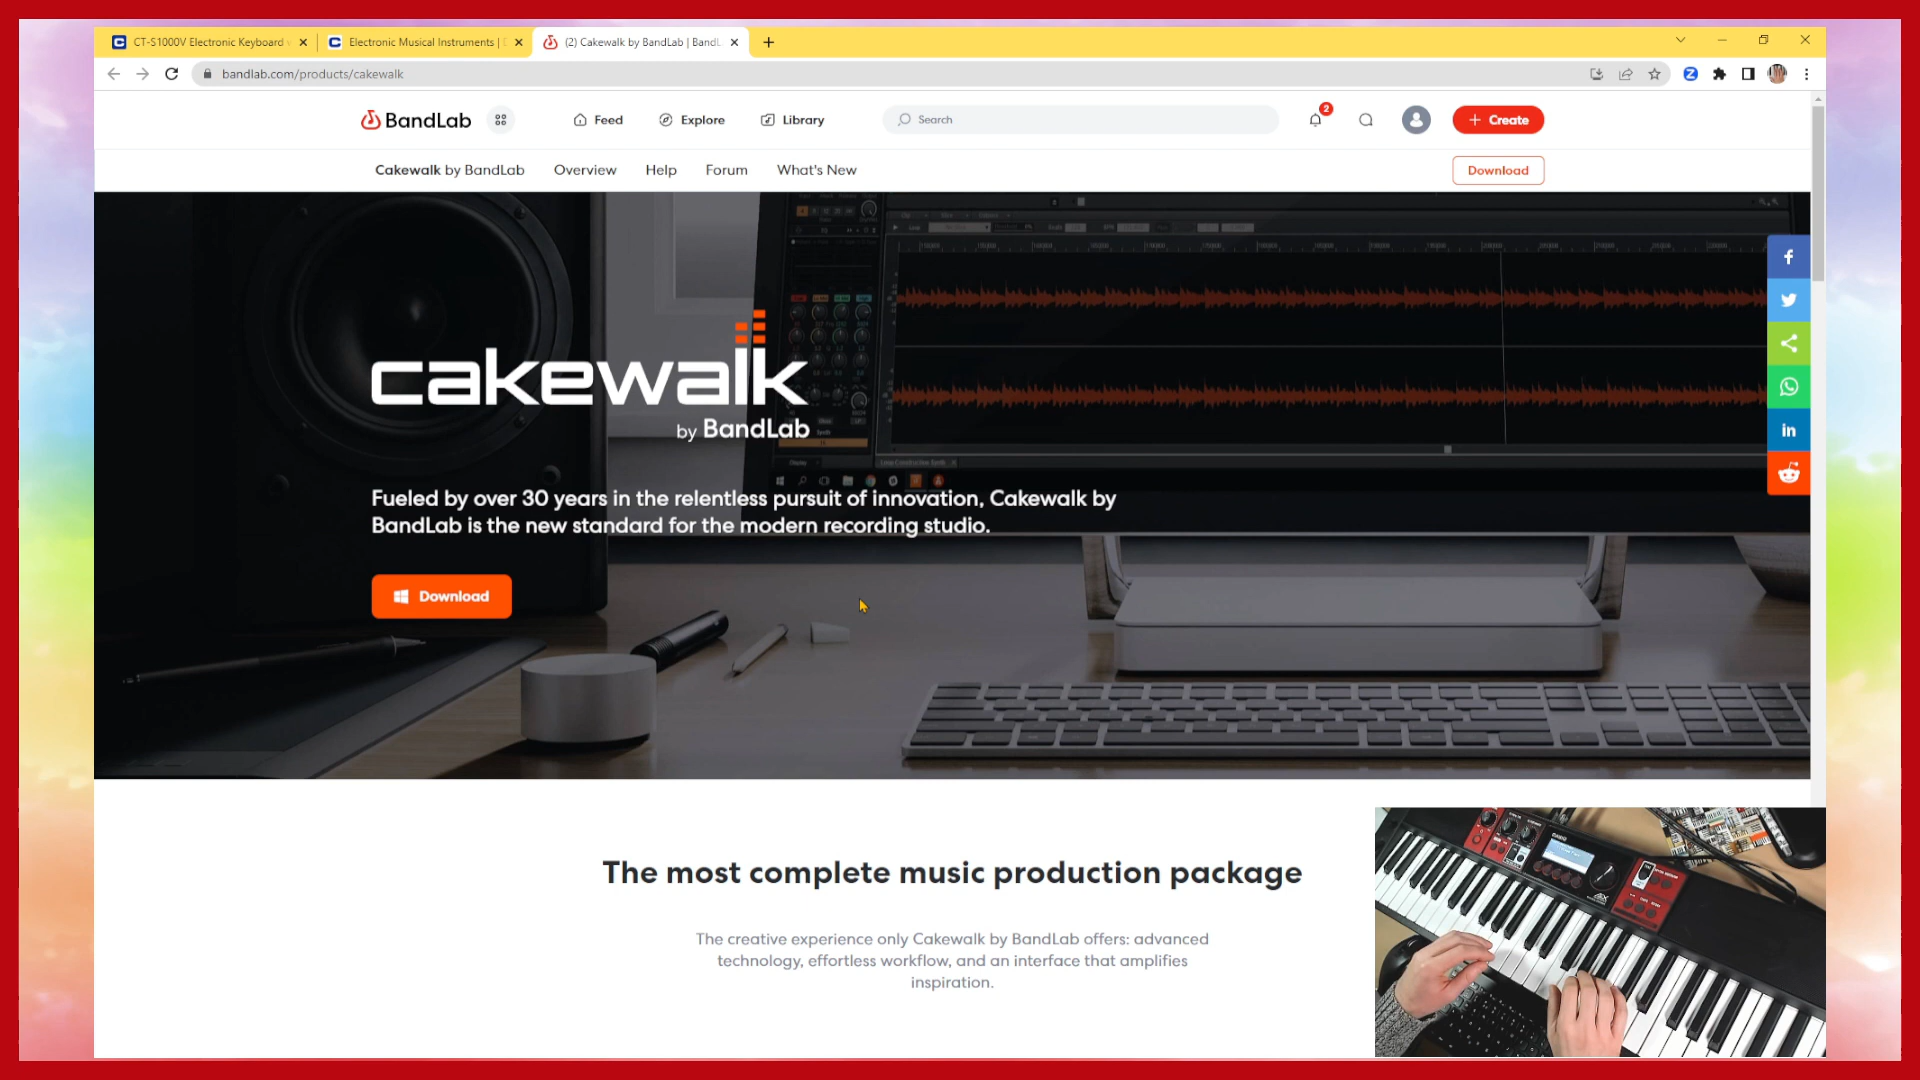 CT-S1000V Electronic Keyboard
Electronic Musical Instruments |
(2) Cakewalk by BandLab | BandL
bandlab.com/products/cakewalk
BandLab
Feed
Explore
Library
Search
2
Create
Cakewalk by BandLab
Overview
Help
Forum
What's New
Download
cakewalk
by BandLab
Fueled by over 30 years in the relentless pursuit of innovation, Cakewalk by
BandLab is the new standard for the modern recording studio.
Download
The most complete music production package
The creative experience only Cakewalk by BandLab offers: advanced
technology, effortless workflow, and an interface that amplifies
inspiration.